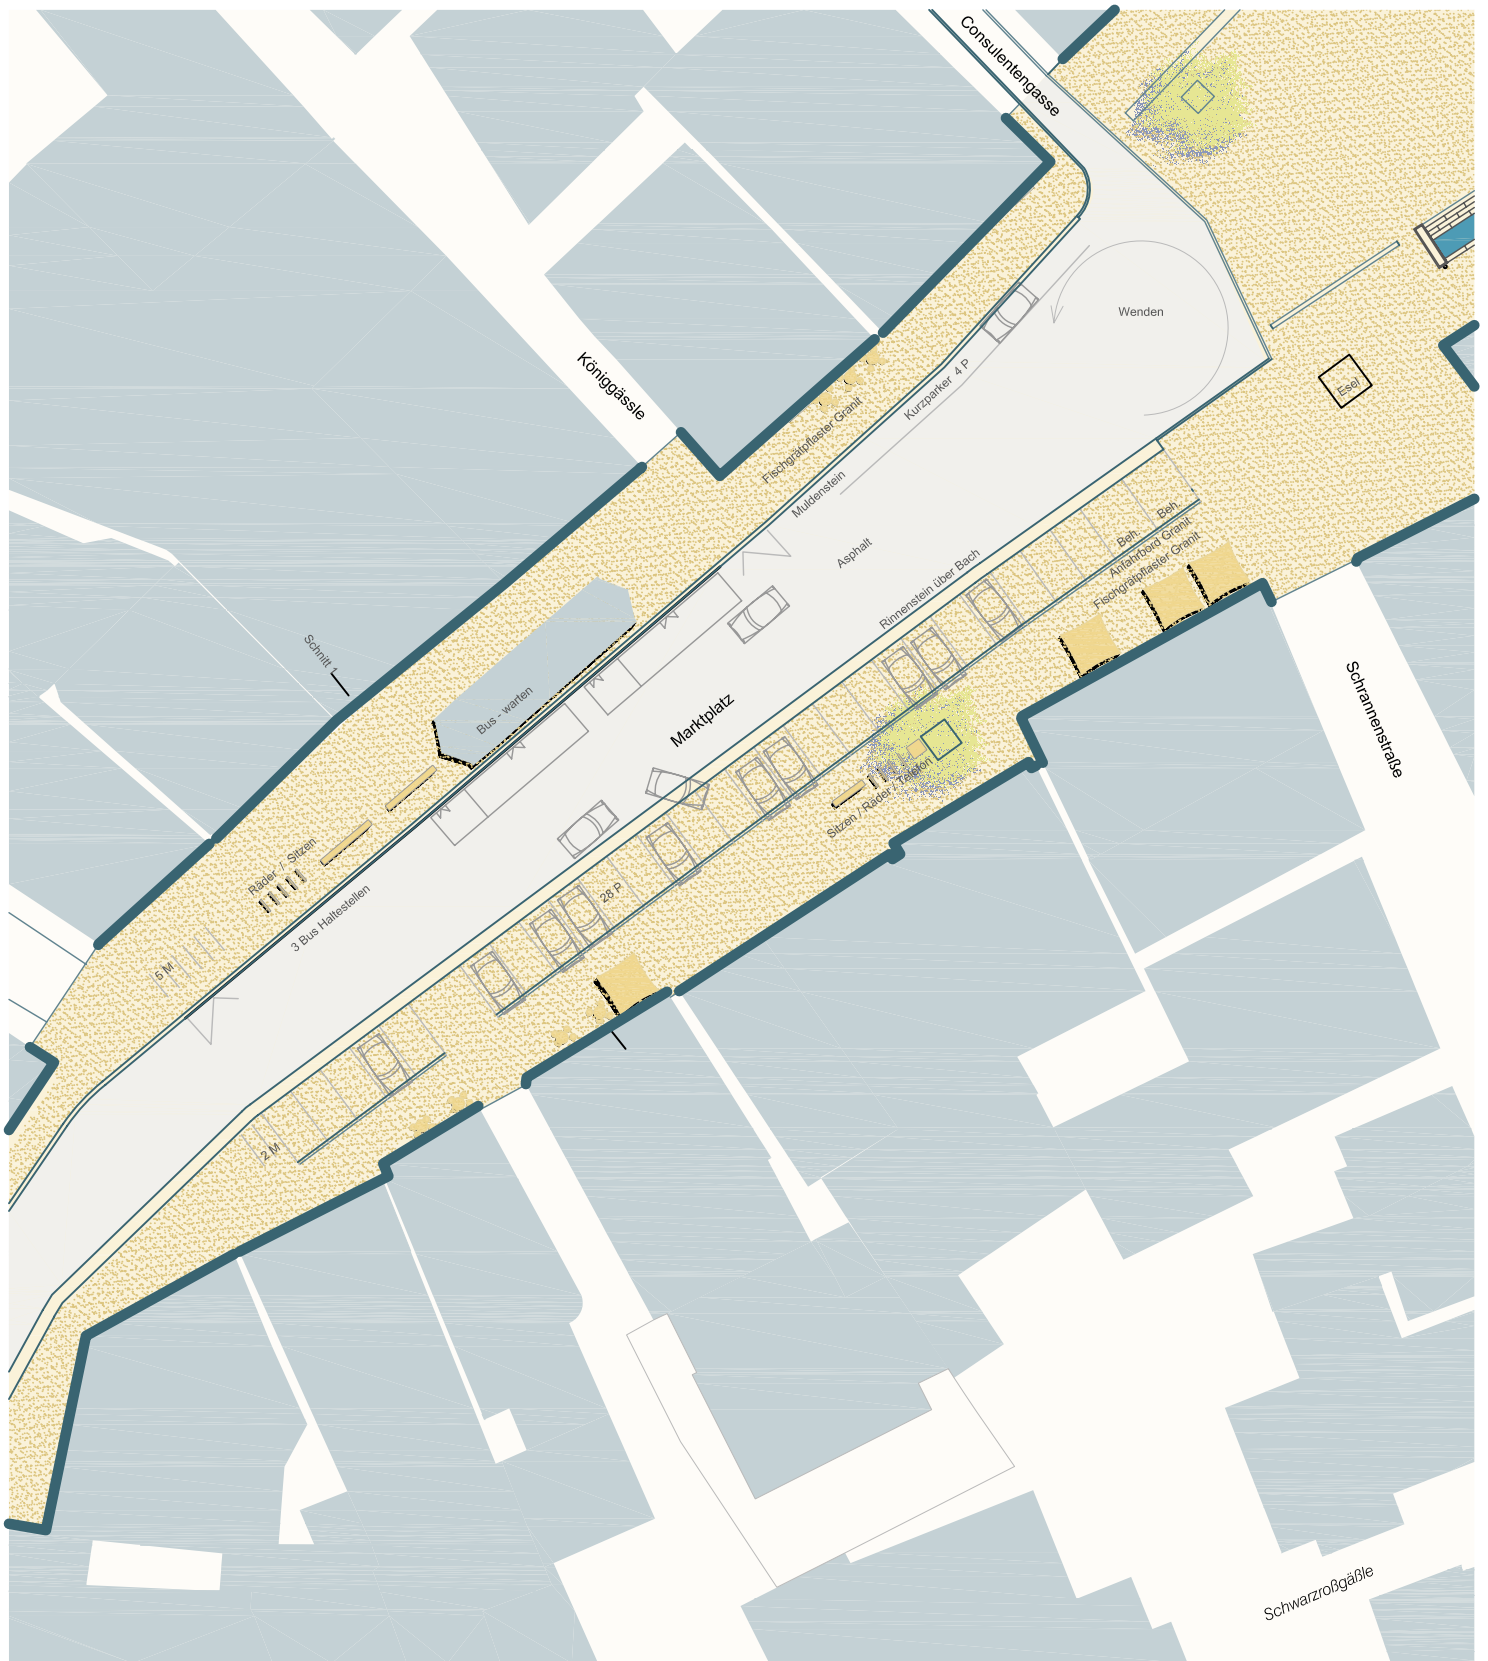 Consulentengasse
Wenden
Königgässle
Kurzparker 4 P
Esel
Fischgrätpflaster Granit
Muldenstein
Asphalt
Beh.
Beh.
Anfahrbord Granit
Fischgrätpflaster Granit
Rinnenstein über Bach
Schnitt 1
Bus - warten
Marktplatz
Schrannenstraße
Sitzen / Räder / Telefon
Räder / Sitzen
28 P
3 Bus Haltestellen
5 M
2 M
Schwarzroßgäßle